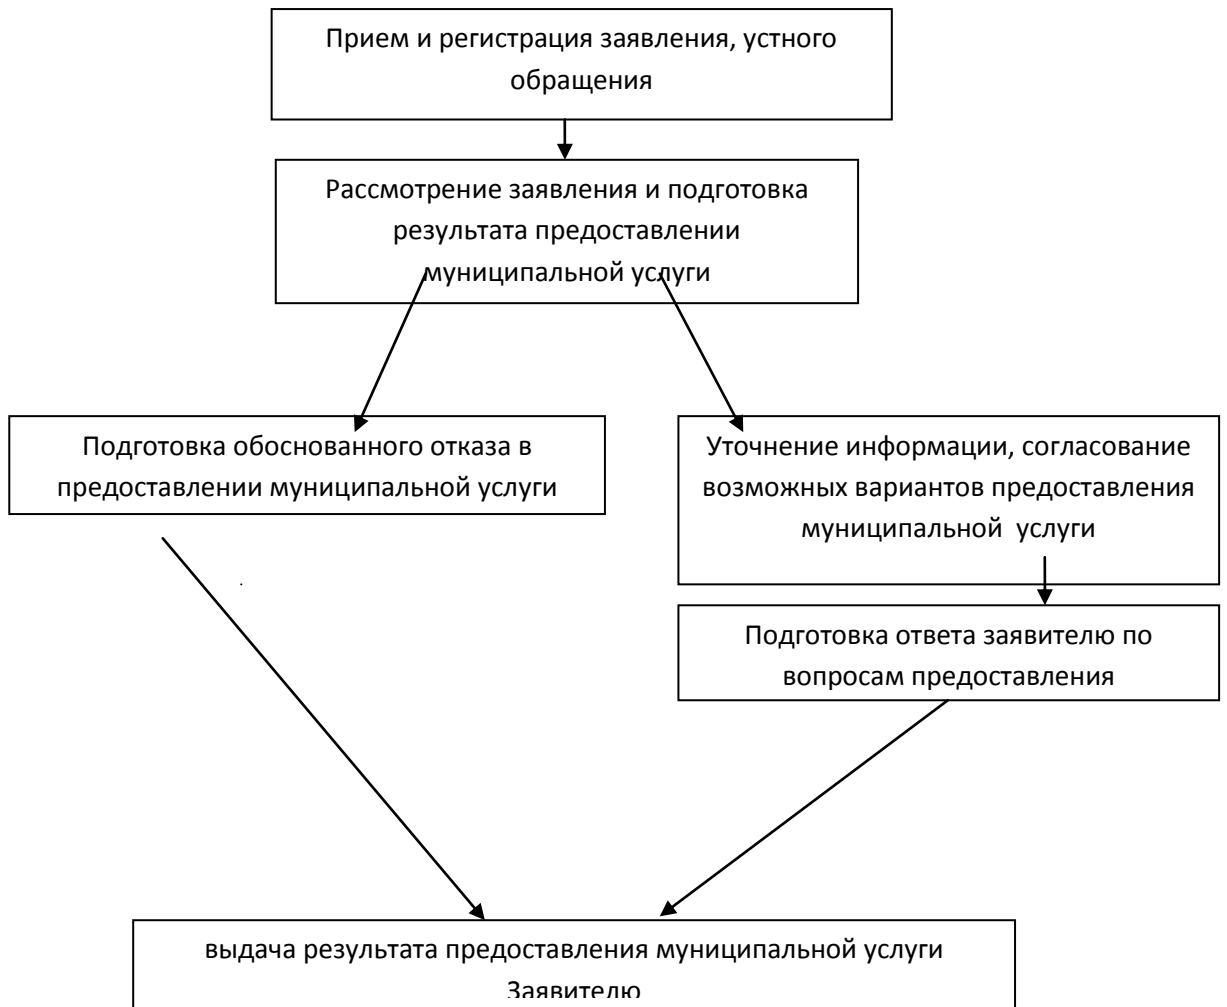 Прием и регистрация заявления, устного
обращения
Рассмотрение заявления и подготовка
результата предоставлении
муниципальной услуги
Подготовка обоснованного отказа в
предоставлении муниципальной услуги
Уточнение информации, согласование
возможных вариантов предоставления
муниципальной услуги
Подготовка ответа заявителю по
вопросам предоставления
выдача результата предоставления муниципальной услуги
Заявителю